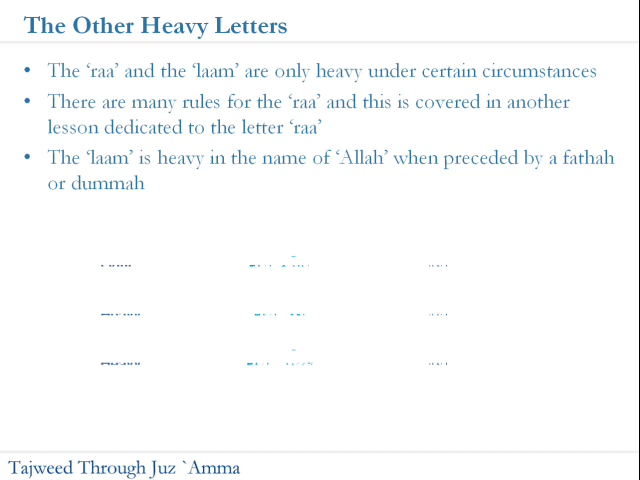 The Other Heavy Letters
• The ‘raa’ and the ‘laam’ are only heavy under certain circumstances
• There are many rules for the ‘raa’ and this is covered in another
lesson dedicated to the letter ‘raa’
• The ‘laam’ is heavy in the name of ‘Allah’ when preceded by a fathah
or dummah
Tajweed Through Juz `Amma